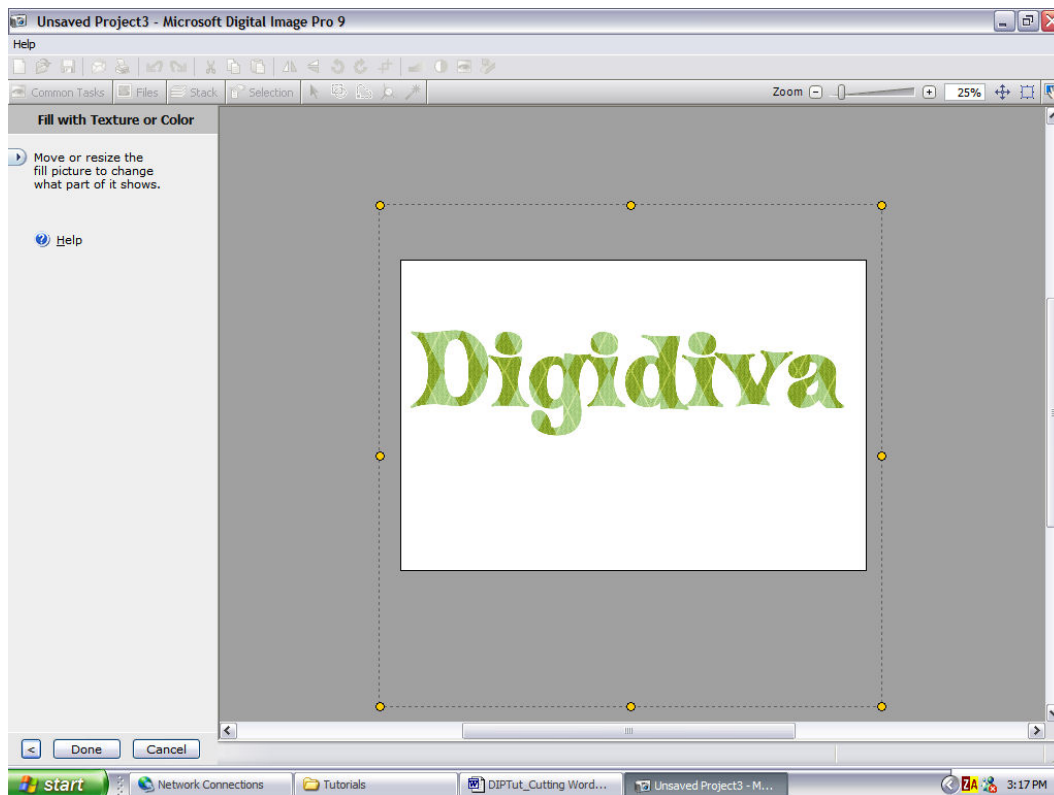 Unsaved Project3 - Microsoft Digital Image Pro 9
Help
Common Tasks Files Stack Selection Zoom 25%
Fill with Texture or Color
Move or resize the
fill picture to change
what part of it shows.
Help
Digidiva
< Done Cancel
start Network Connections Tutorials DIPTut_Cutting Word... Unsaved Project3 - M... ZA 3:17 PM